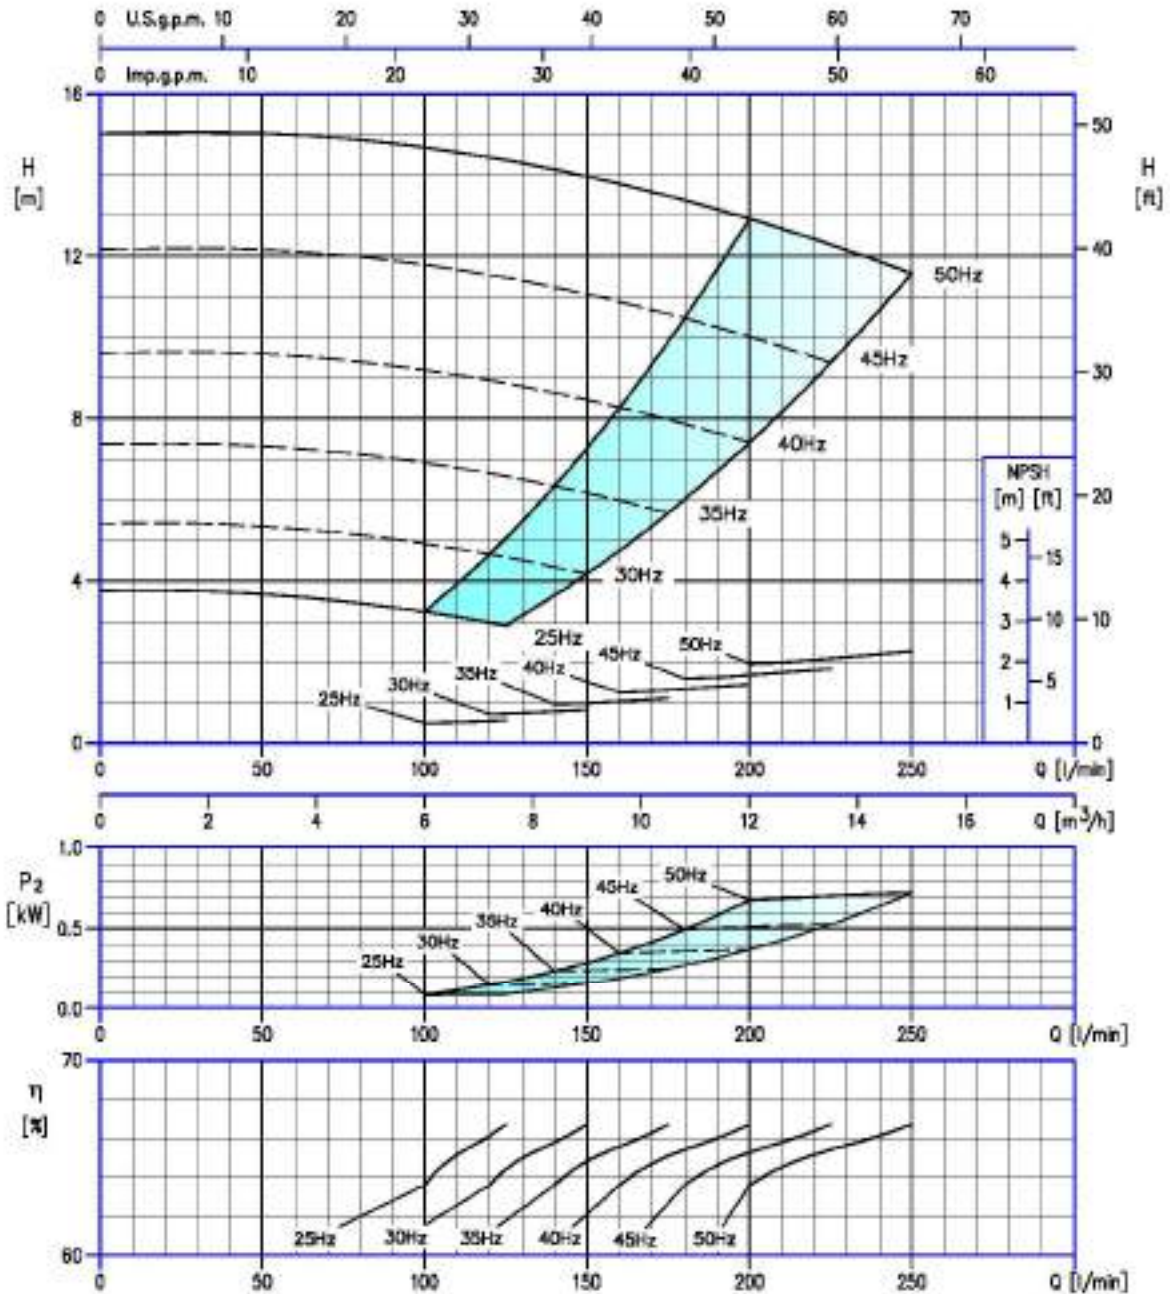 0 U.S.g.p.m. 10 20 30 40 50 60 70
0 Imp.g.p.m. 10 20 30 40 50 60
16
50
H
[m]
H
[ft]
12
40
50Hz
45Hz
30
8
40Hz
NPSH
[m] [ft]
20
35Hz
5
15
4
30Hz
4
3
10
10
25Hz
50Hz
45Hz
2
40Hz
35Hz
5
30Hz
1
25Hz
0
0
0 50 100 150 200 250 Q [l/min]
0 2 4 6 8 10 12 14 16 Q [m³/h]
1.0
P2
[kW]
50Hz
45Hz
40Hz
0.5
35Hz
30Hz
25Hz
0.0
0 50 100 150 200 250 Q [l/min]
70
η
[%]
25Hz 30Hz 35Hz 40Hz 45Hz 50Hz
60
0 50 100 150 200 250 Q [l/min]